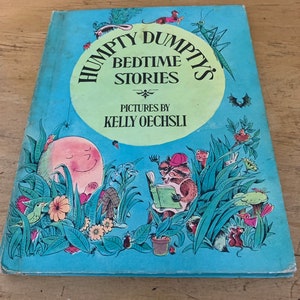 HUMPTY DUMPTY'S
BEDTIME
STORIES
PICTURES BY
KELLY OECHSLI